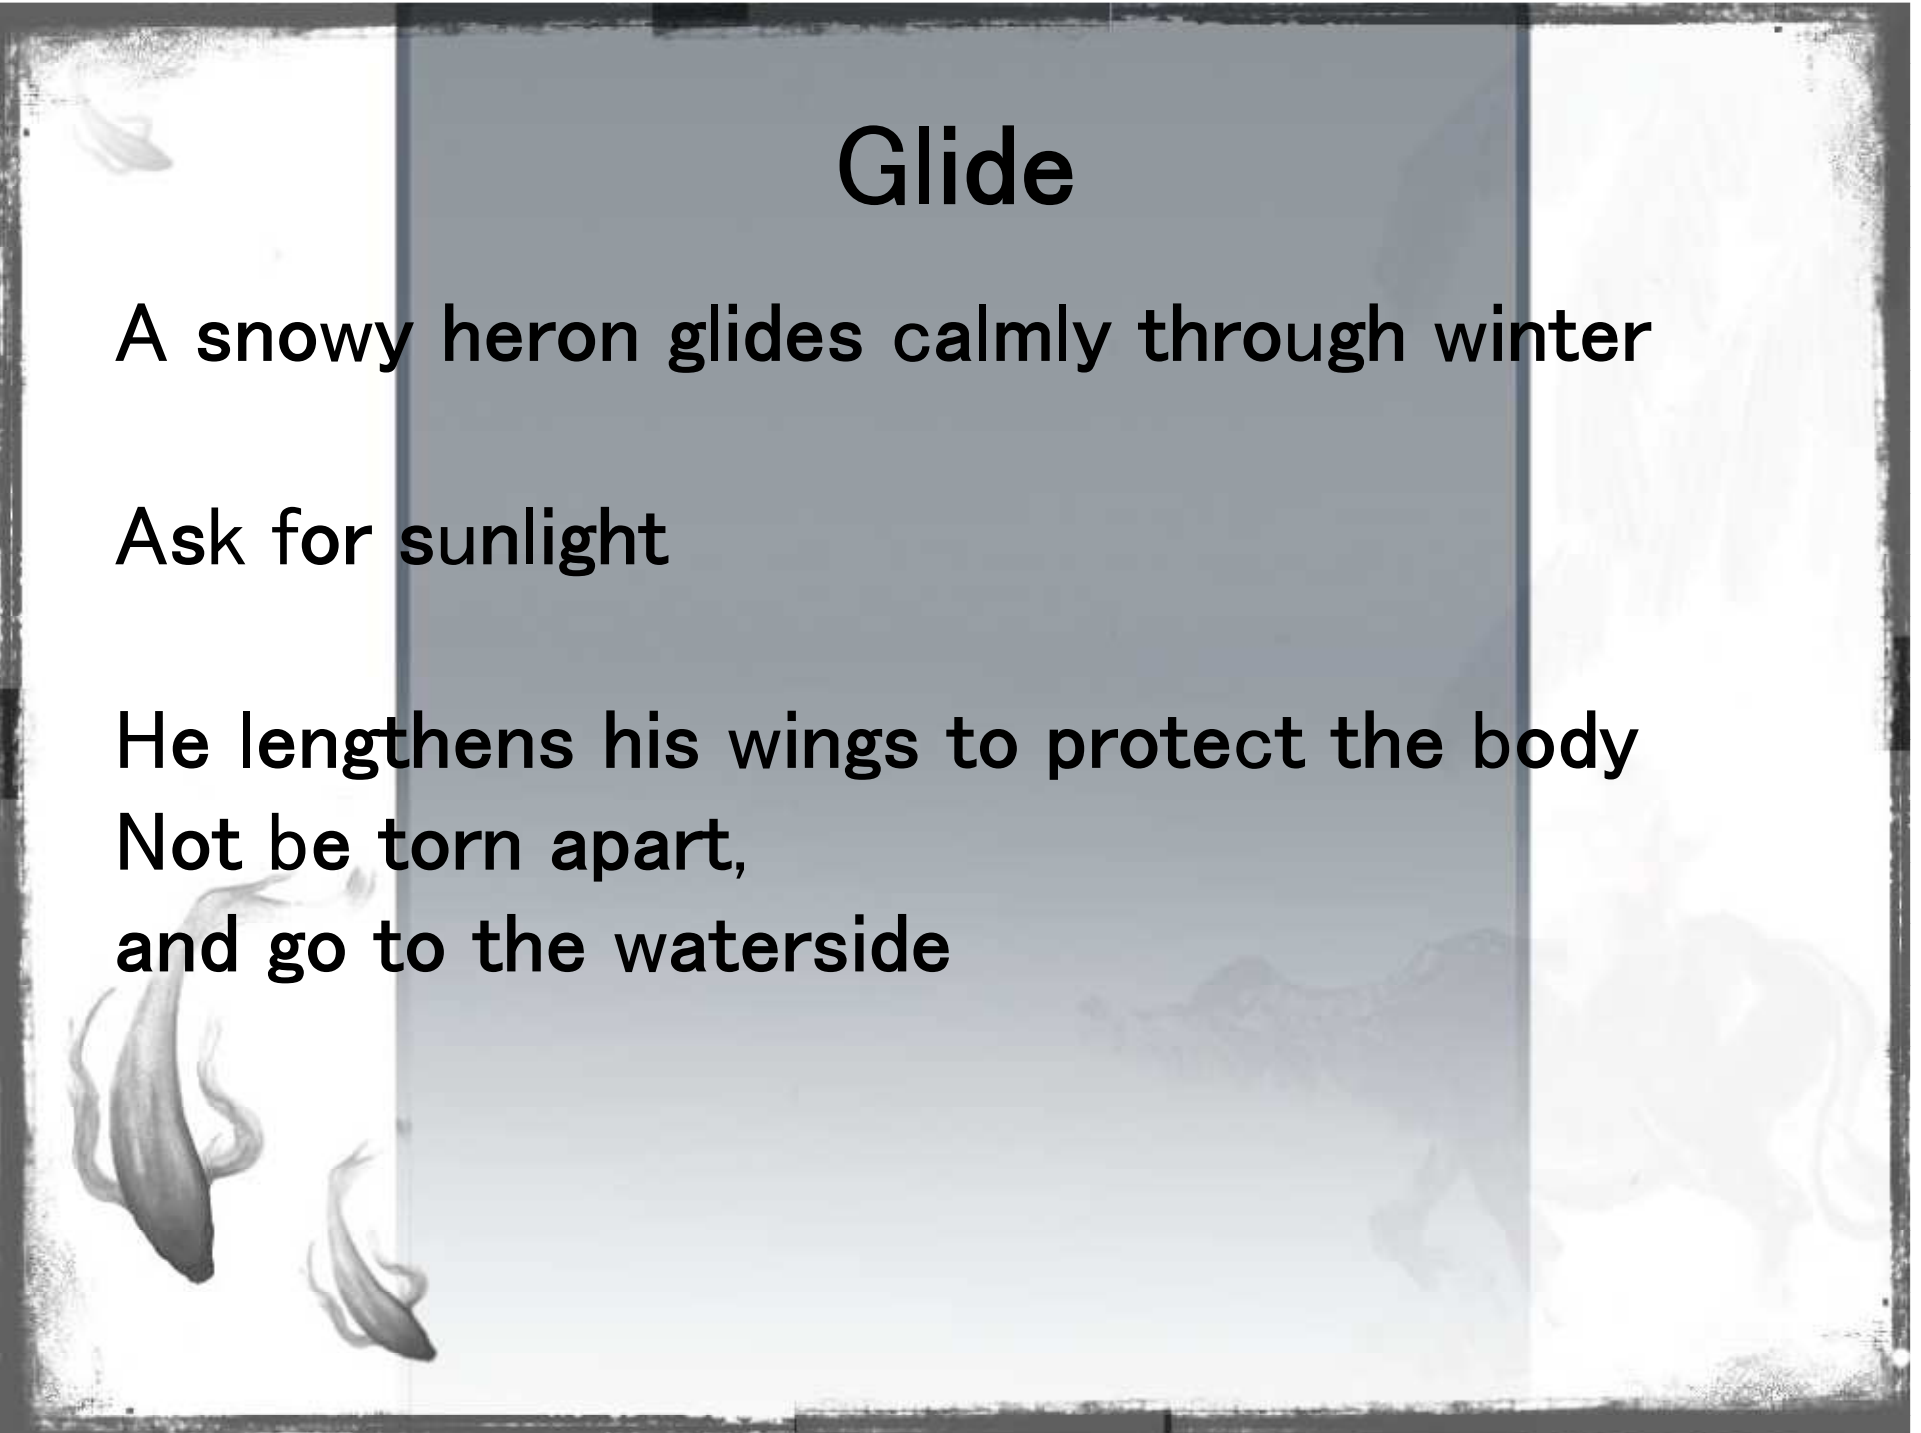 Glide
A snowy heron glides calmly through winter
Ask for sunlight
He lengthens his wings to protect the body
Not be torn apart,
and go to the waterside